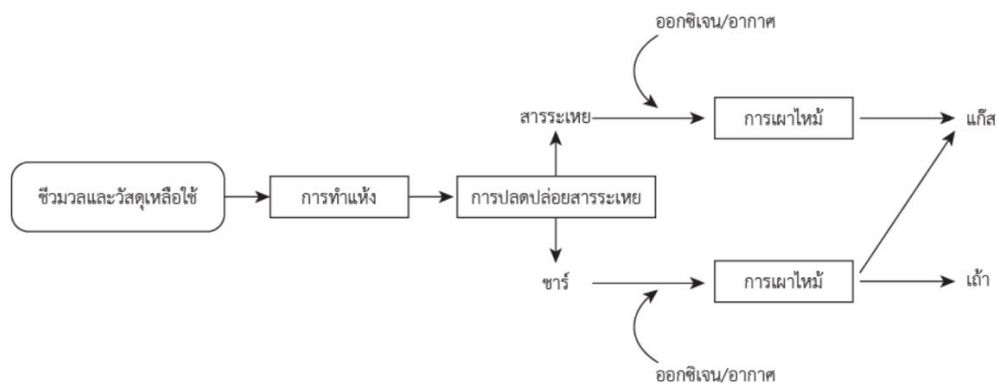 ออกซิเจน/อากาศ
สารระเหย
การเผาไหม้
แก๊ส
ชีวมวลและวัสดุเหลือใช้
การทำแห้ง
การปลดปล่อยสารระเหย
ชาร์
การเผาไหม้
เถ้า
ออกซิเจน/อากาศ